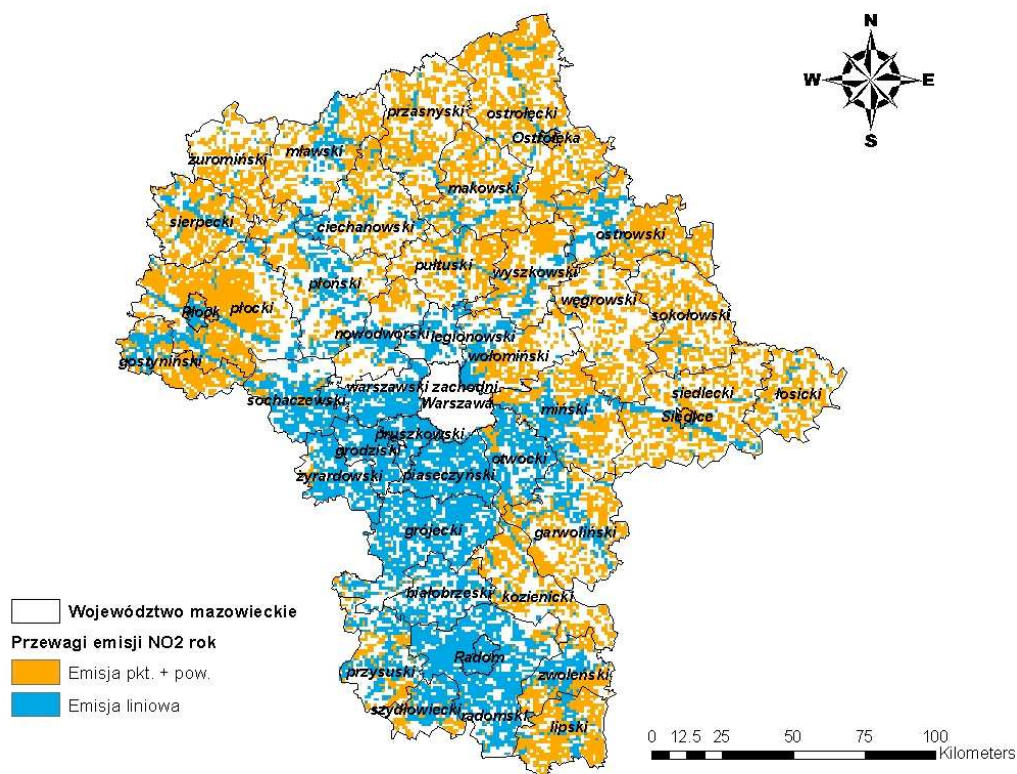 N
W E
S
przasnyski
ostrołęcki
Ostrołęka
żuromiński
mławski
makowski
sierpecki
ciechanowski
ostrowski
pułtuski
wyszkowski
płoński
węgrowski
Płock
płocki
sokołowski
nowodworski
legionowski
gostyniński
wołomiński
warszawski zachodni
siedlecki
łosicki
sochaczewski
Warszawa
miński
Siedlce
pruszkowski
grodziski
otwocki
żyrardowski
piaseczyński
grójecki
garwoliński
białobrzeski
kozienicki
Radom
przysuski
zwoleński
szydłowiecki
radomski
lipski
Województwo mazowieckie
Przewagi emisji NO2 rok
Emisja pkt. + pow.
Emisja liniowa
0 12.5 25 50 75 100
Kilometers